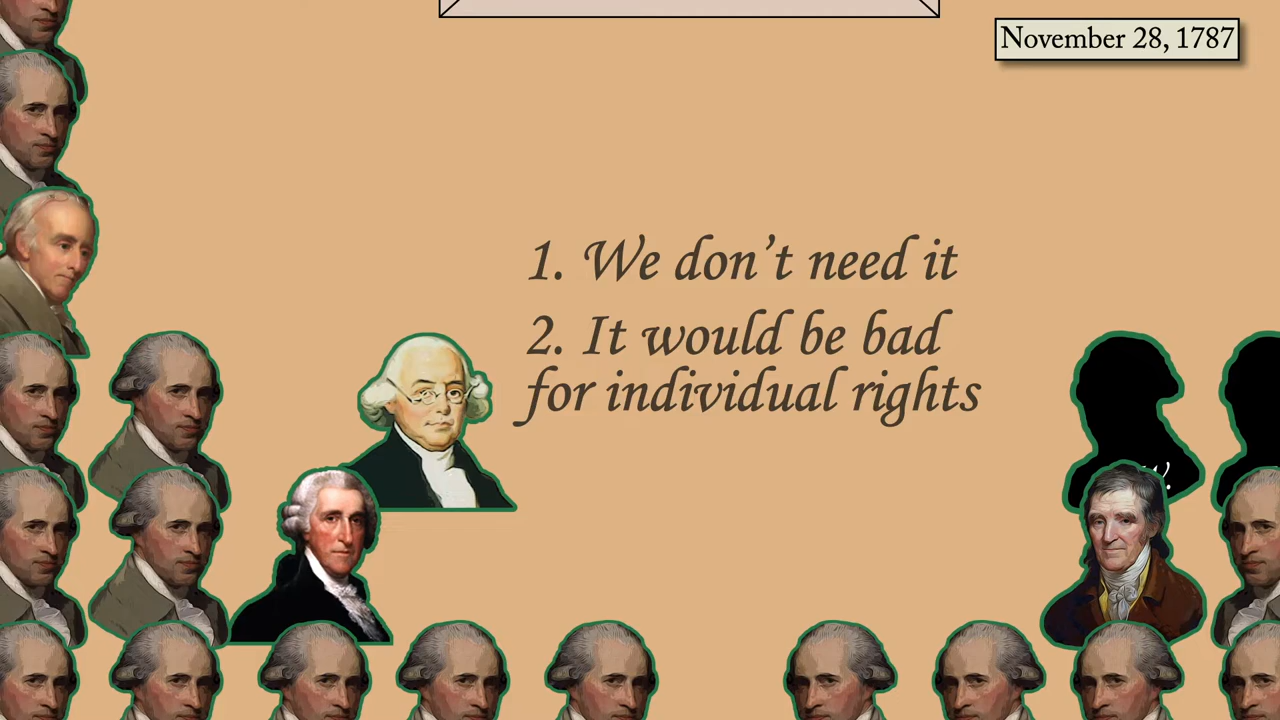 November 28, 1787
1. We don't need it
2. It would be bad
for individual rights